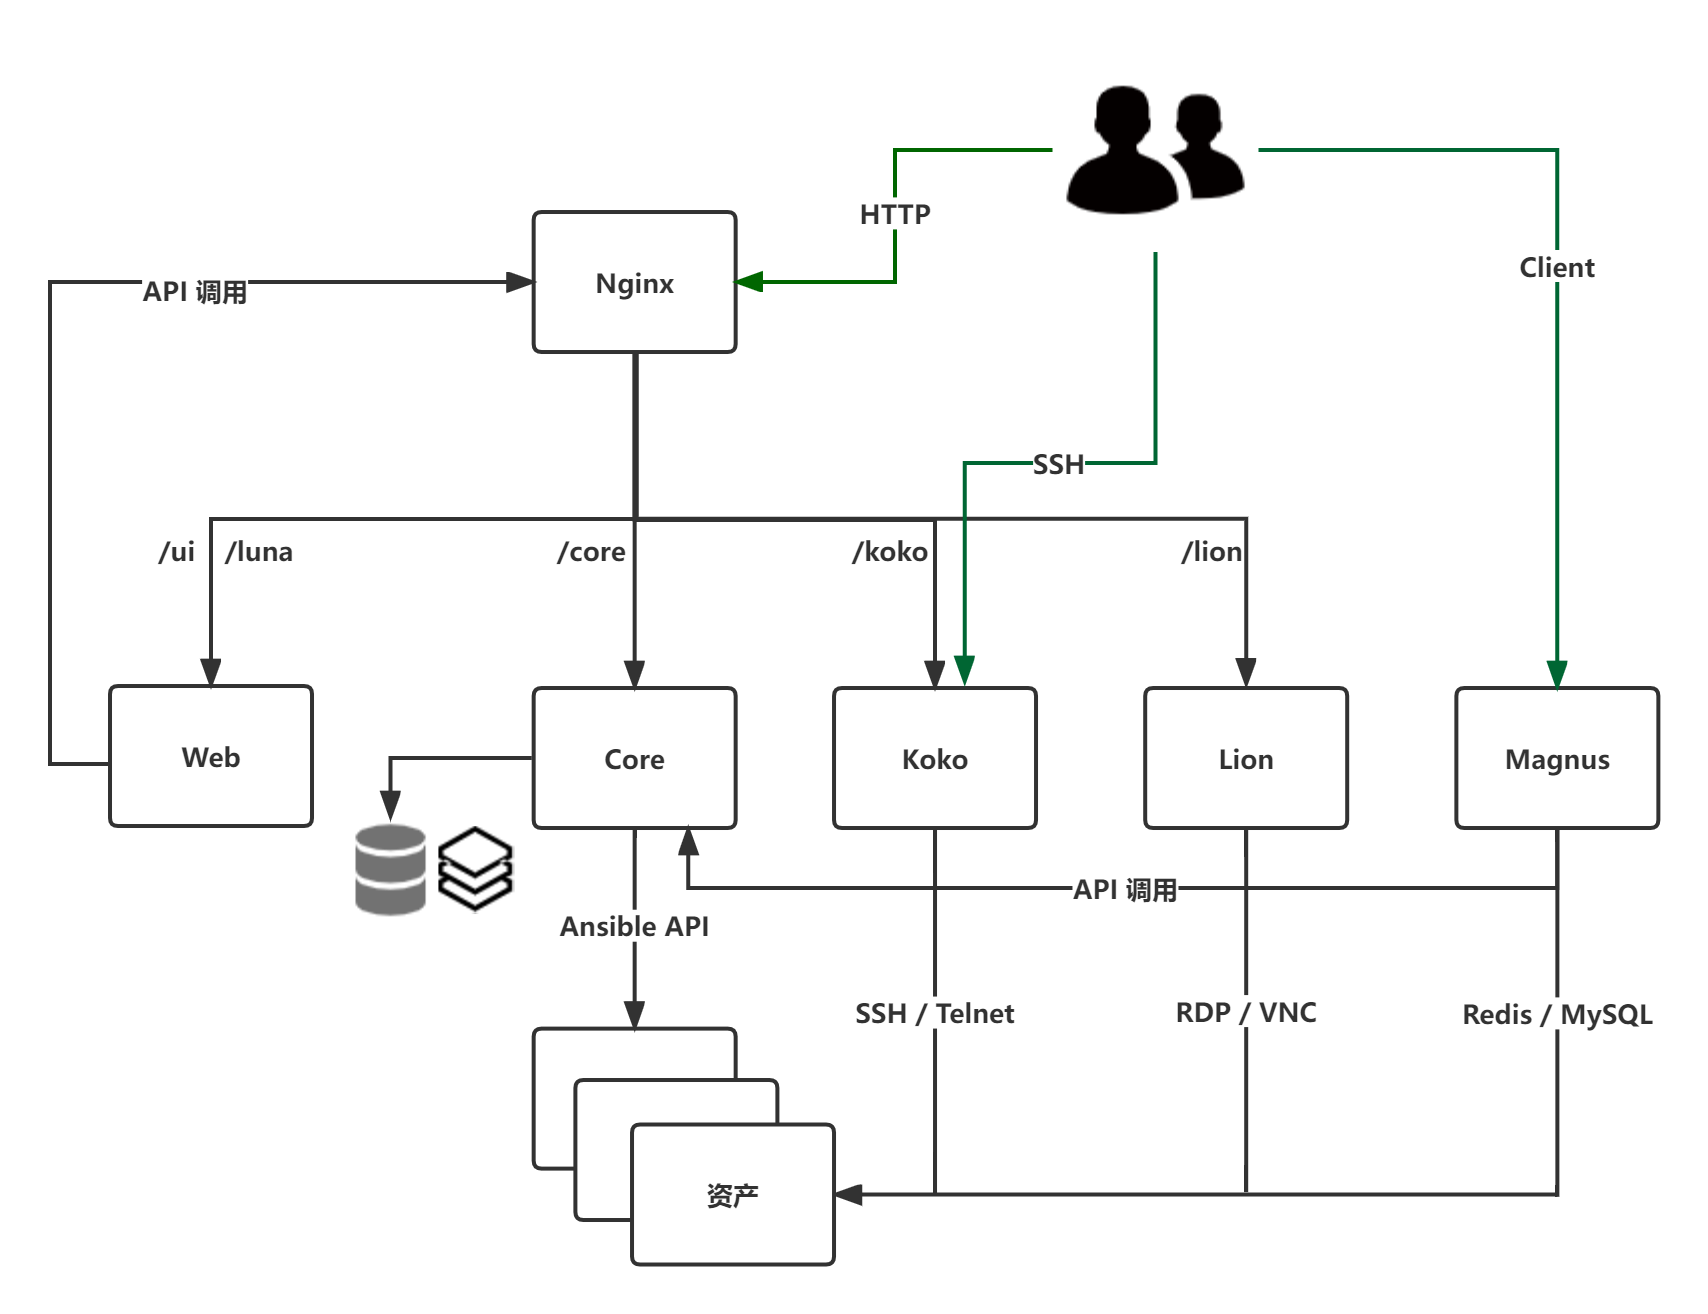 HTTP
Nginx
Client
API 调用
SSH
/ui
/luna
/core
/koko
/lion
Web
Core
Koko
Lion
Magnus
API 调用
Ansible API
SSH / Telnet
RDP / VNC
Redis / MySQL
资产